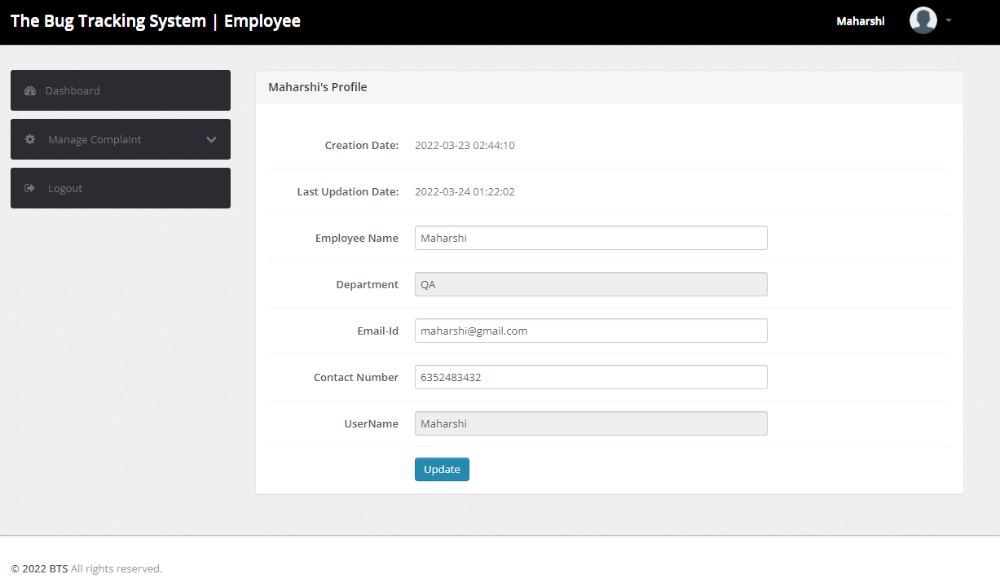 The Bug Tracking System | Employee
Maharshi
Dashboard
Manage Complaint
Logout
Maharshi's Profile
Creation Date: 2022-03-23 02:44:10
Last Updation Date: 2022-03-24 01:22:02
Employee Name Maharshi
Department QA
Email-Id maharshi@gmail.com
Contact Number 6352483432
UserName Maharshi
Update
© 2022 BTS All rights reserved.